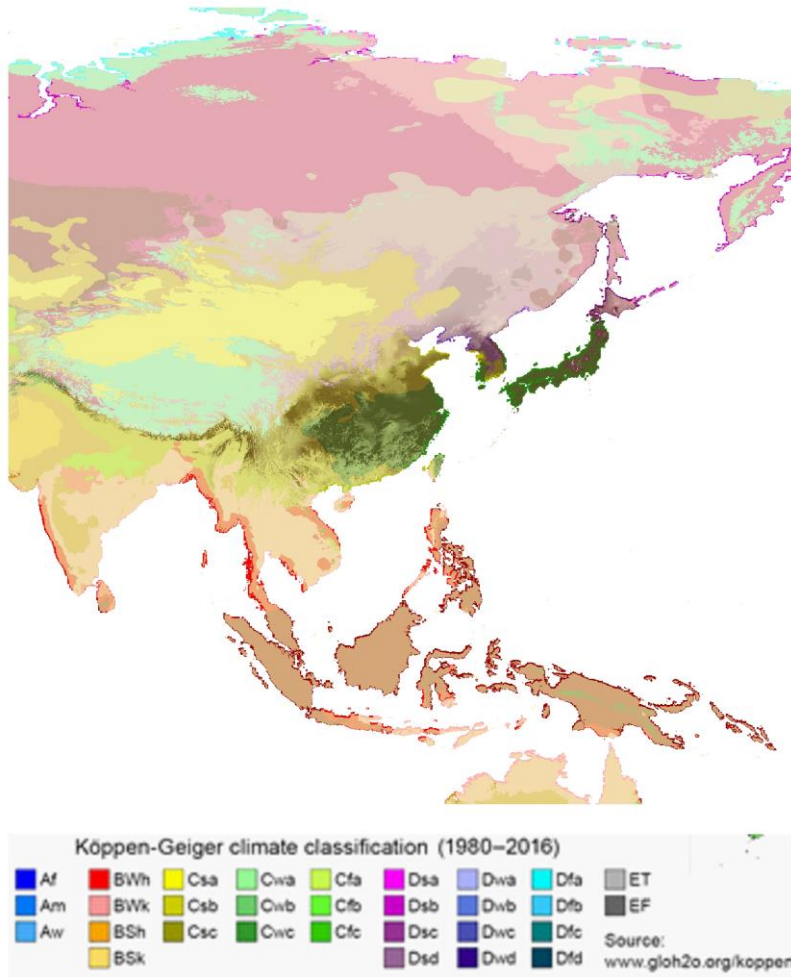 Köppen-Geiger climate classification (1980–2016)
Af BWh Csa Cwa Cfa Dsa Dwa Dfa ET
Am BWk Csb Cwb Cfb Dsb Dwb Dfb EF
Aw BSh Csc Cwc Cfc Dsc Dwc Dfc Source:
BSk Dsd Dwd Dfd www.gloh2o.org/koppen